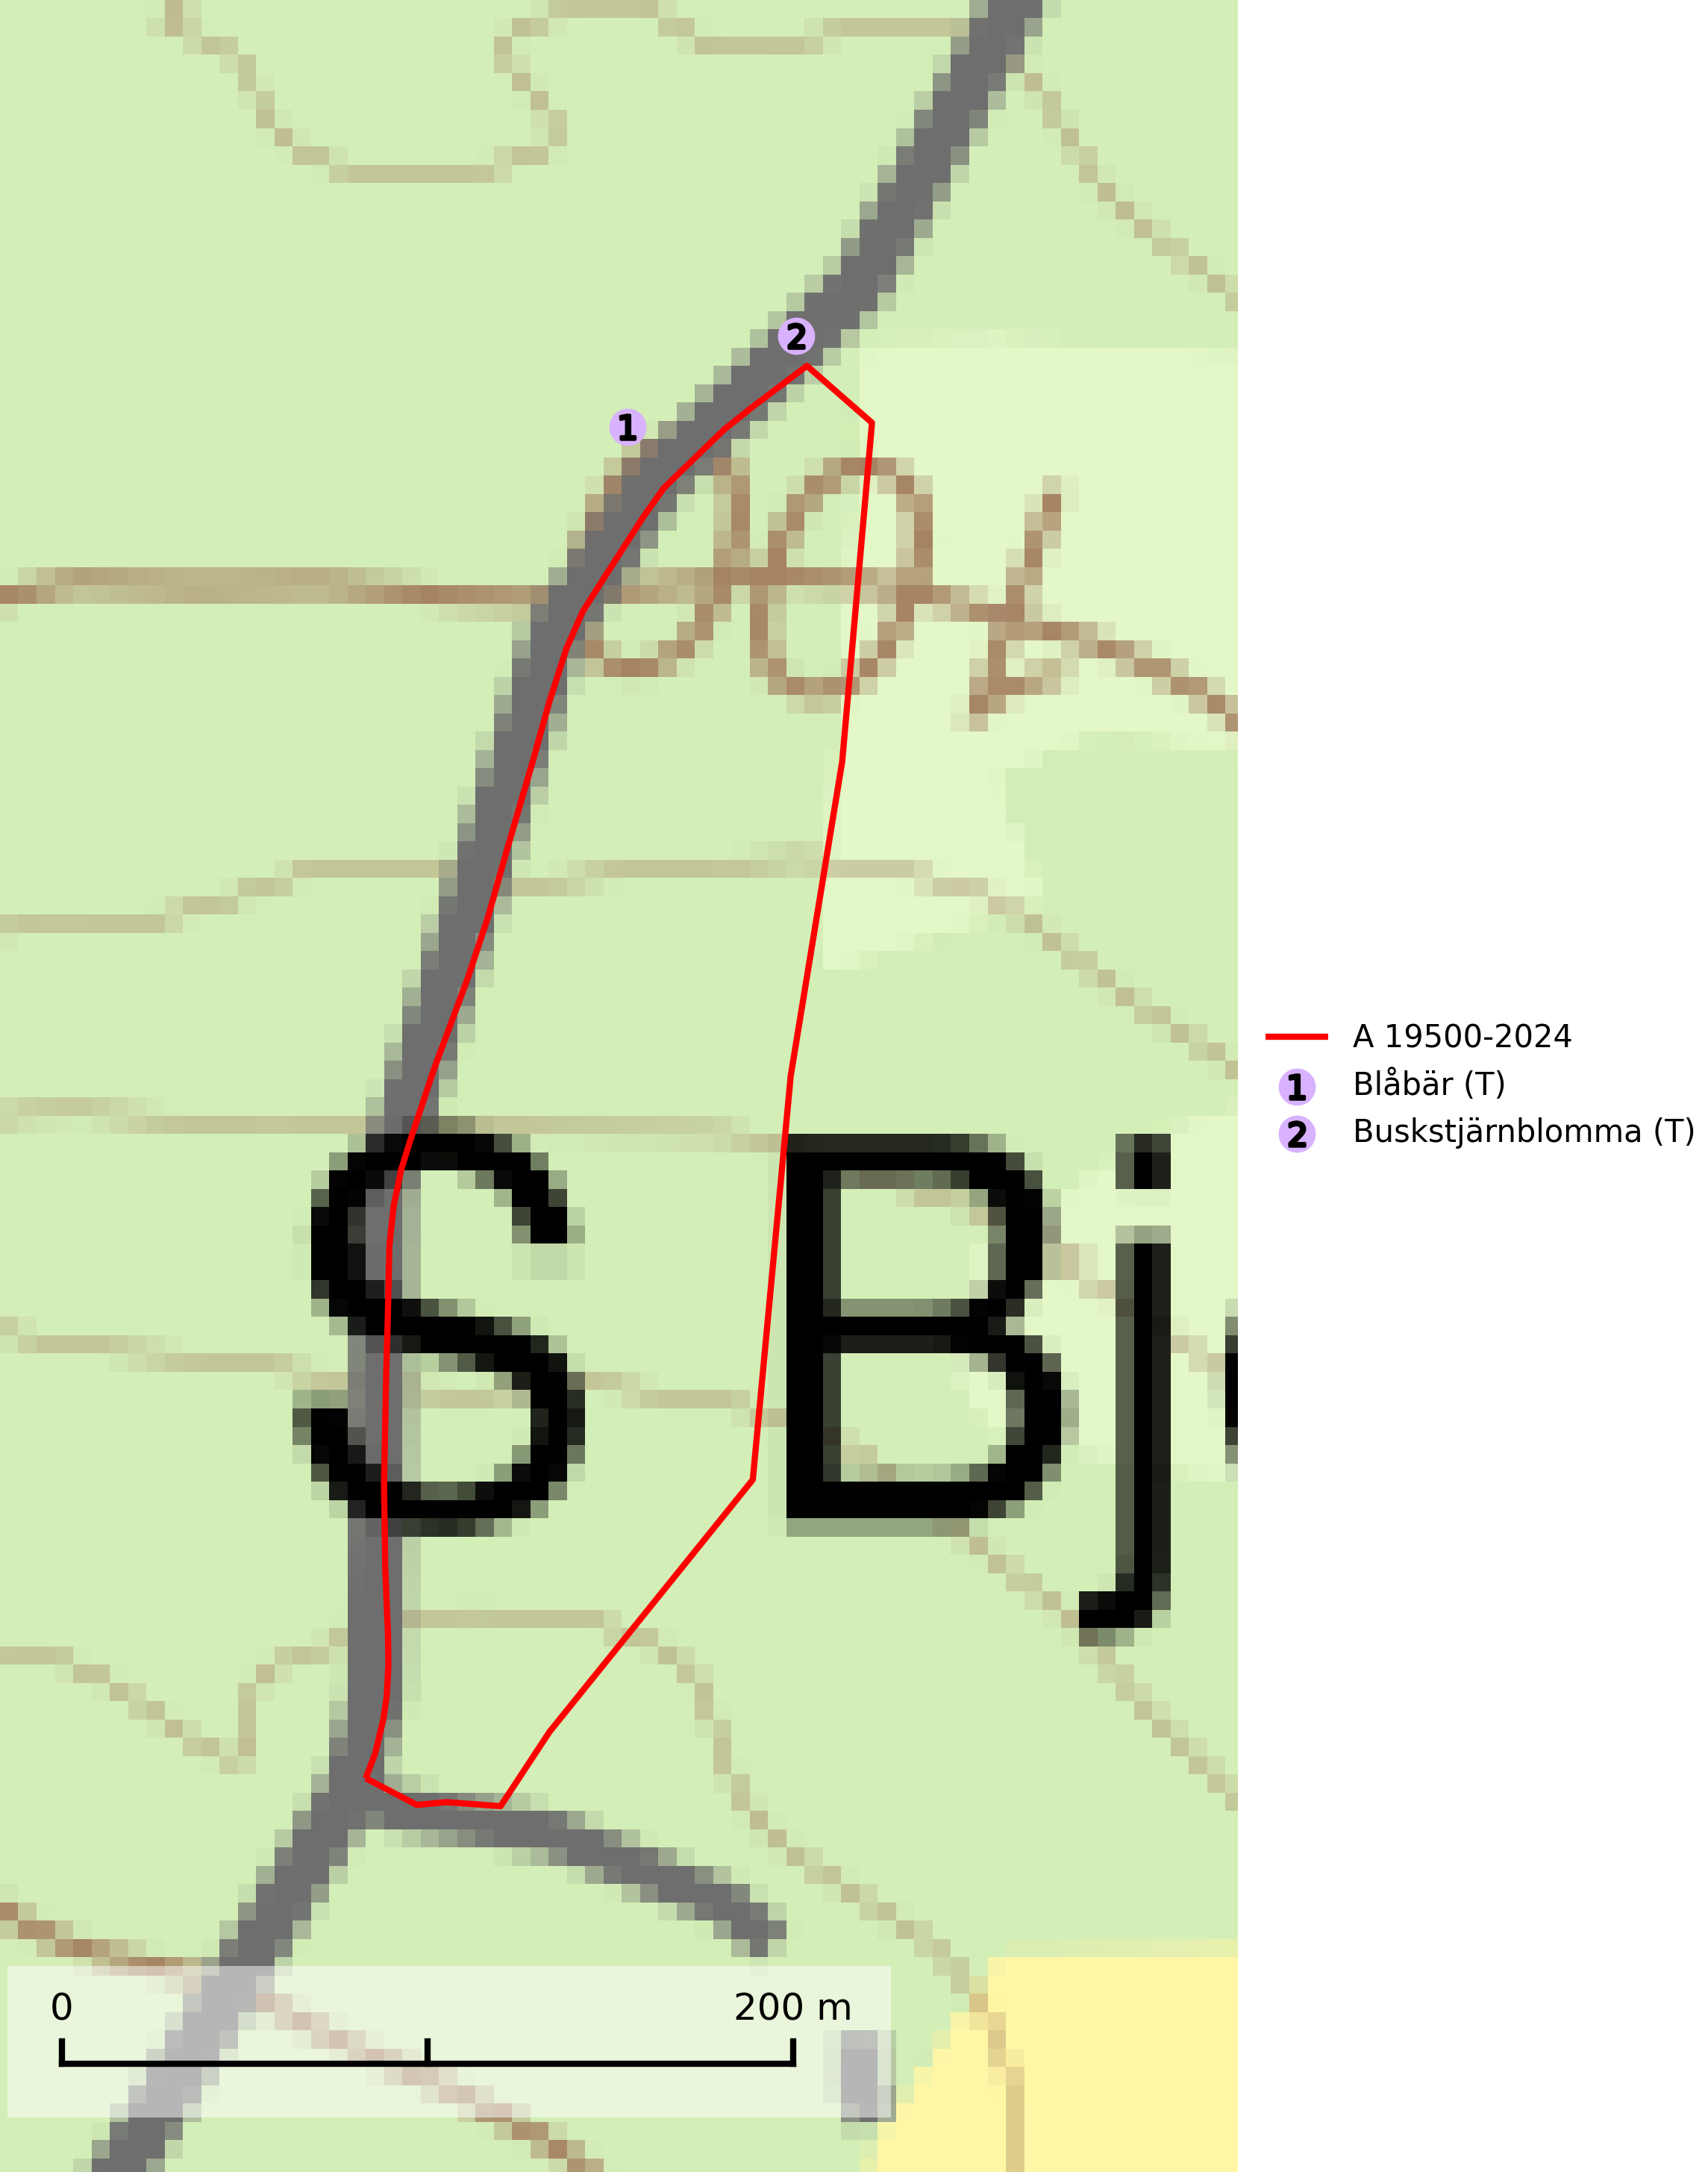 2
1
S Bj
0 200 m
A 19500-2024
1 Blåbär (T)
2 Buskstjärnblomma (T)